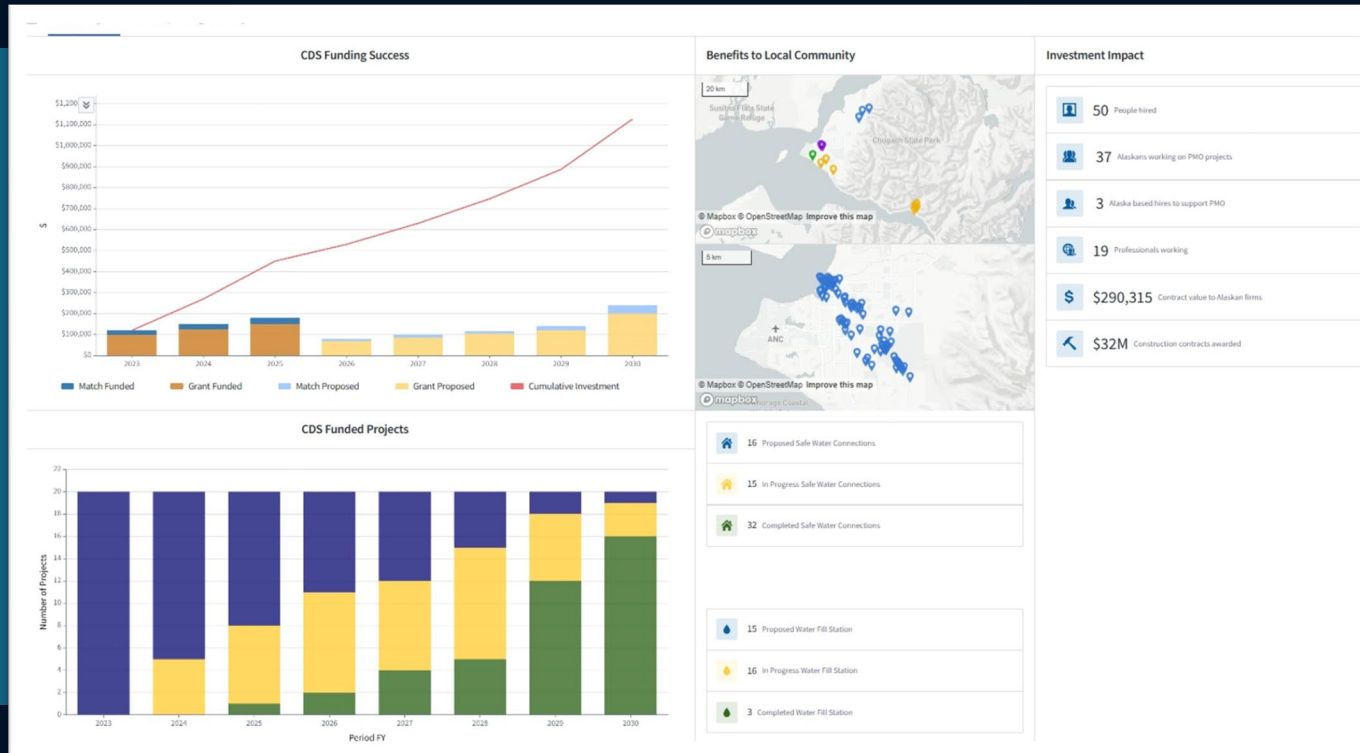 CDS Funding Success
$1,200
$1,100,000
$1,000,000
$900,000
$800,000
$700,000
$600,000
$500,000
$400,000
$300,000
$200,000
$100,000
$0
$
2023 2024 2025 2026 2027 2028 2029 2030
Match Funded Grant Funded Match Proposed Grant Proposed Cumulative Investment
CDS Funded Projects
22
20
18
16
14
12
10
8
6
4
2
0
Number of Projects
2023 2024 2025 2026 2027 2028 2029 2030
Period FY
Benefits to Local Community
20 km
Susitna Flats State
Game Refuge
Chugach State Park
© Mapbox © OpenStreetMap Improve this map
mapbox
5 km
ANC
© Mapbox © OpenStreetMap Improve this map
mapbox
Anchorage Coastal
16 Proposed Safe Water Connections
15 In Progress Safe Water Connections
32 Completed Safe Water Connections
15 Proposed Water Fill Station
16 In Progress Water Fill Station
3 Completed Water Fill Station
Investment Impact
50 People hired
37 Alaskans working on PMO projects
3 Alaska based hires to support PMO
19 Professionals working
$290,315 Contract value to Alaskan firms
$32M Construction contracts awarded